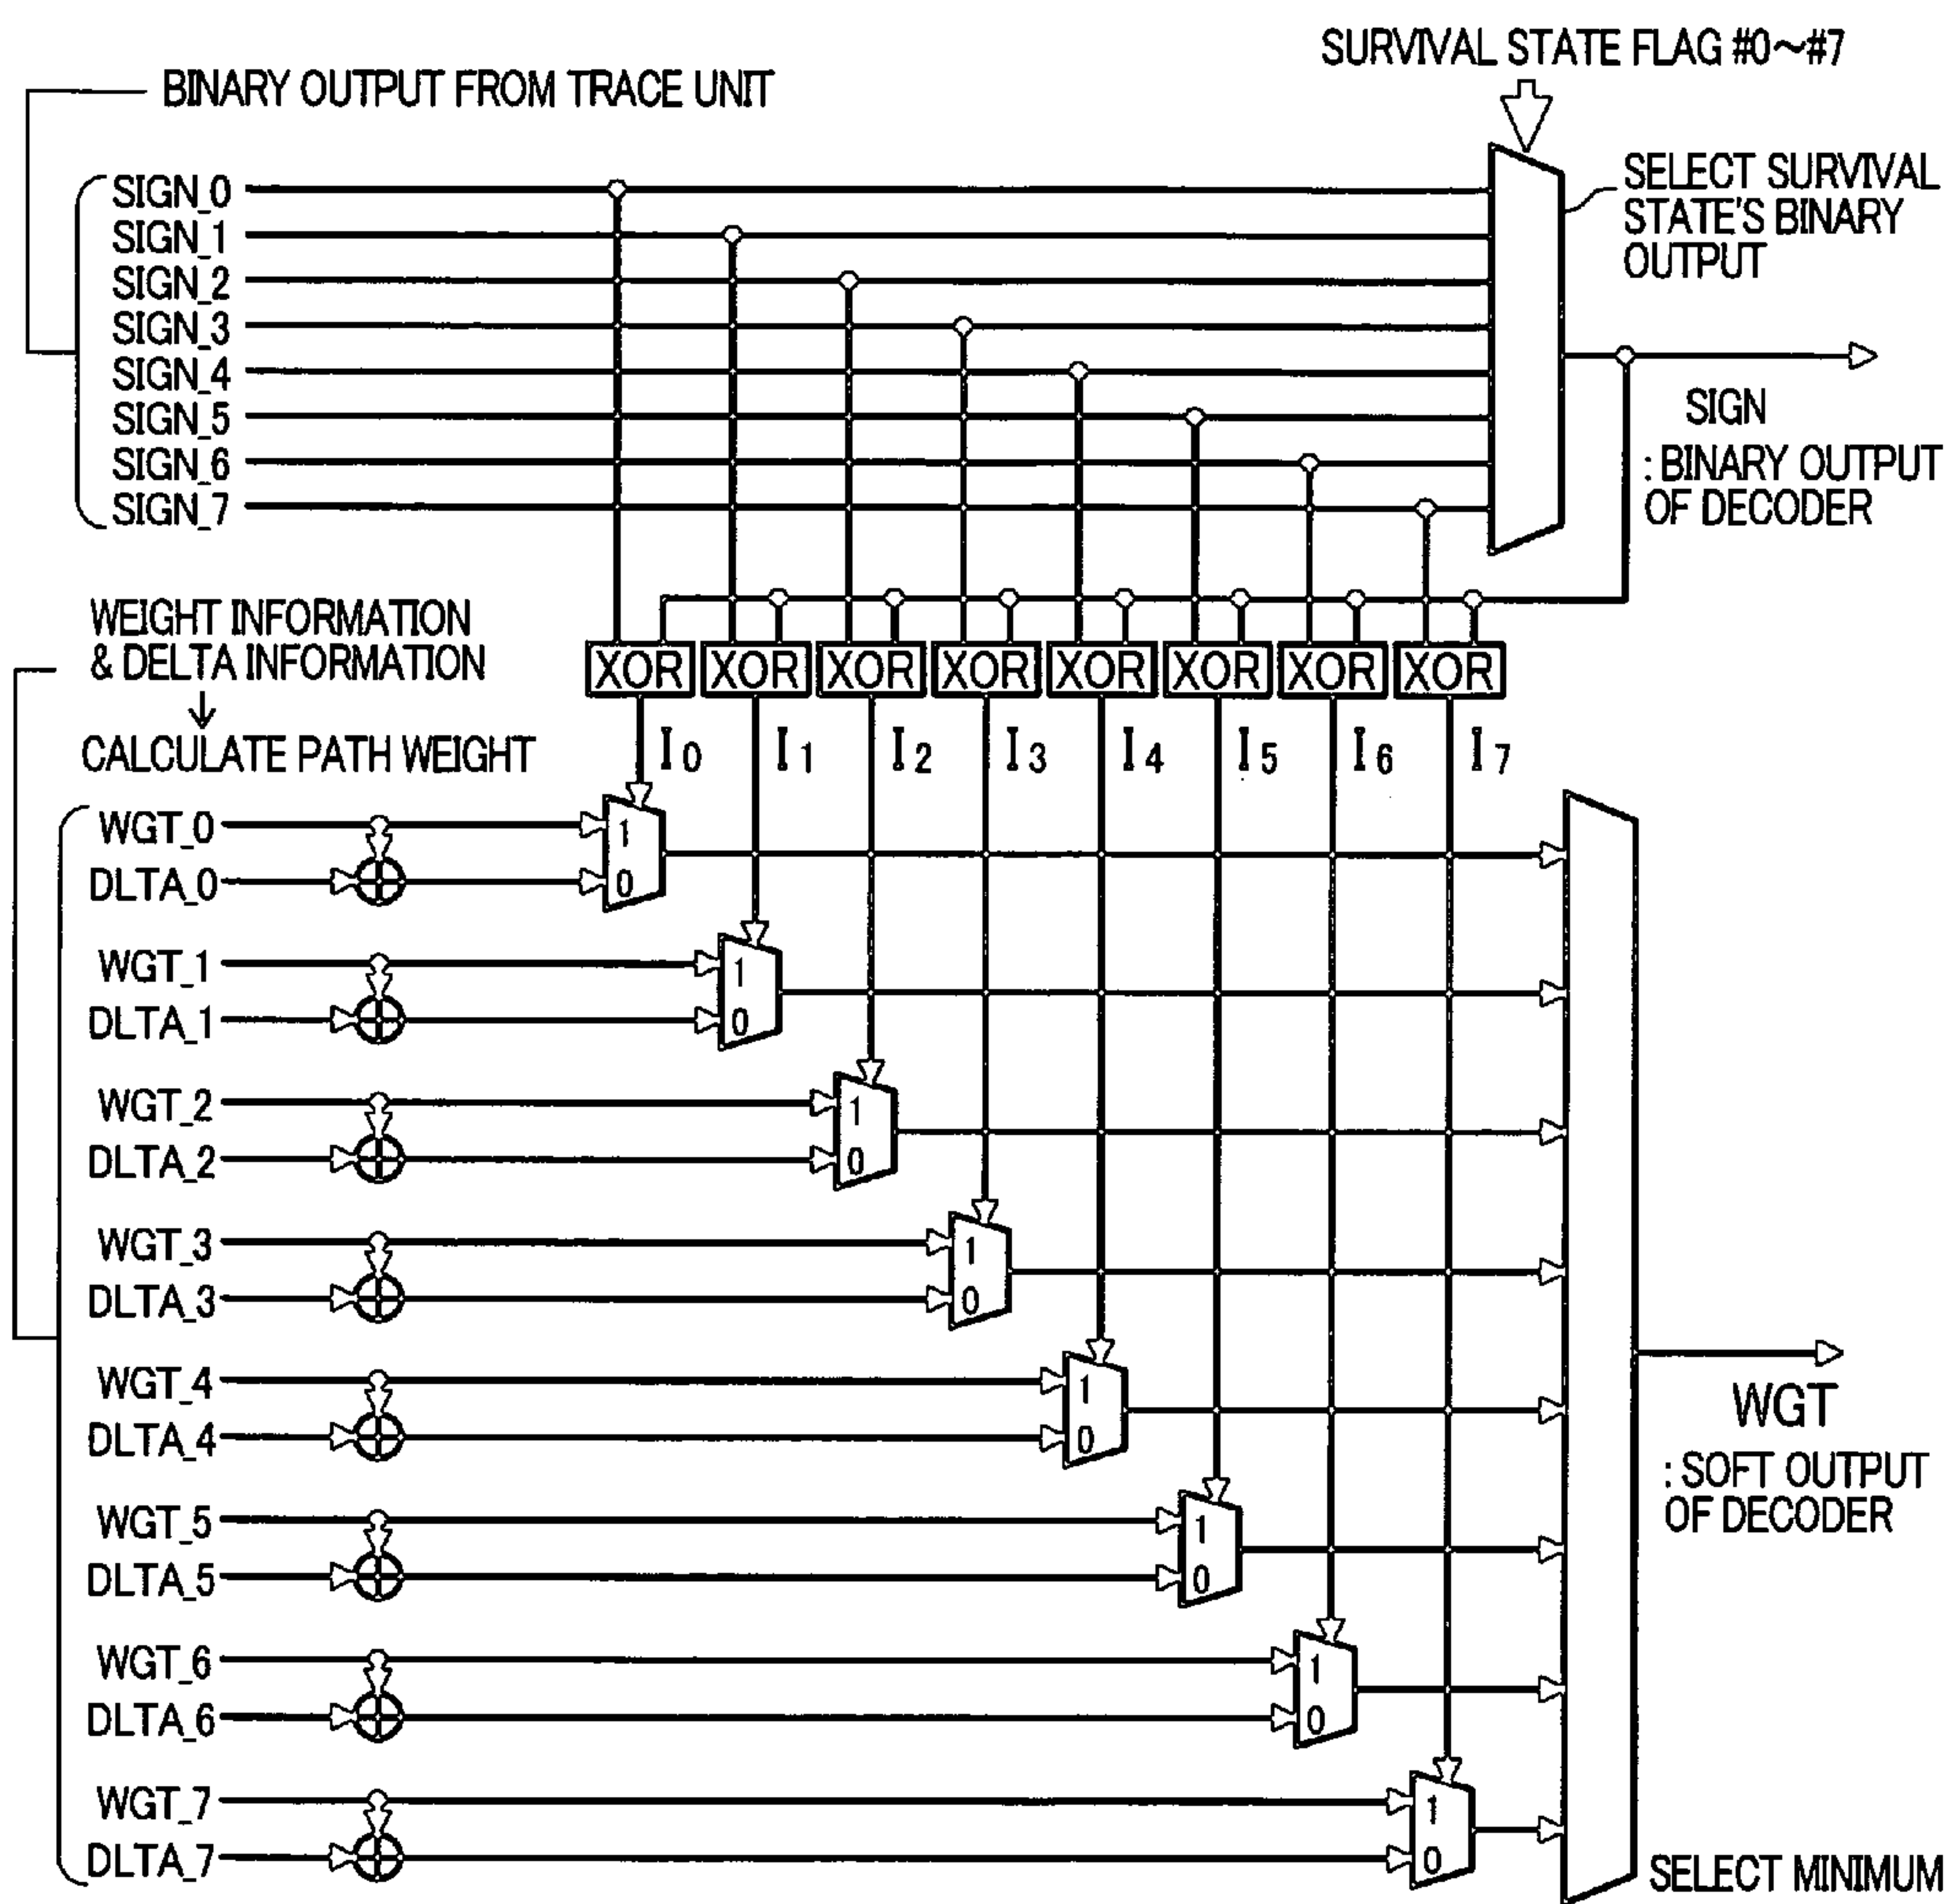 SURVIVAL STATE FLAG #0~#7
BINARY OUTPUT FROM TRACE UNIT
SELECT SURVIVAL
STATE'S BINARY
OUTPUT
SIGN_0
SIGN_1
SIGN_2
SIGN_3
SIGN_4
SIGN_5
SIGN_6
SIGN_7
SIGN
: BINARY OUTPUT
OF DECODER
WEIGHT INFORMATION
& DELTA INFORMATION
↓
CALCULATE PATH WEIGHT
XOR XOR XOR XOR XOR XOR XOR XOR
I0 I1 I2 I3 I4 I5 I6 I7
WGT_0 1
DLTA_0 0
WGT_1 1
DLTA_1 0
WGT_2 1
DLTA_2 0
WGT_3 1
DLTA_3 0
WGT_4 1
DLTA_4 0
WGT_5 1
DLTA_5 0
WGT_6 1
DLTA_6 0
WGT_7 1
DLTA_7 0
WGT
: SOFT OUTPUT
OF DECODER
SELECT MINIMUM